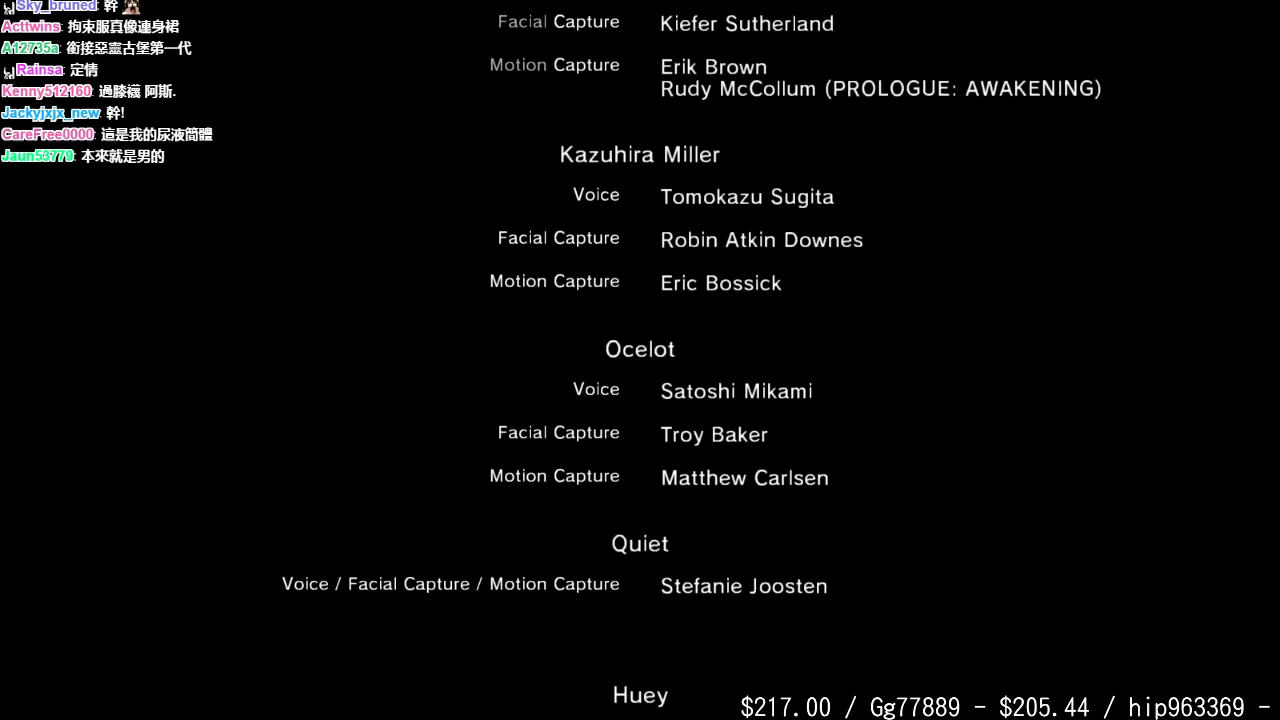 Sky_bruned: 幹
Acttwins: 拘束服真像連身裙
A12735a: 銜接惡靈古堡第一代
Rainsa: 定情
Kenny512160: 過膝襪 阿斯.
Jackyjxjx_new: 幹!
CareFree0000: 這是我的尿液簡體
Jaun53779: 本來就是男的
Facial Capture Kiefer Sutherland
Motion Capture Erik Brown
Rudy McCollum (PROLOGUE: AWAKENING)
Kazuhira Miller
Voice Tomokazu Sugita
Facial Capture Robin Atkin Downes
Motion Capture Eric Bossick
Ocelot
Voice Satoshi Mikami
Facial Capture Troy Baker
Motion Capture Matthew Carlsen
Quiet
Voice / Facial Capture / Motion Capture Stefanie Joosten
Huey
$217.00 / Gg77889 - $205.44 / hip963369 -